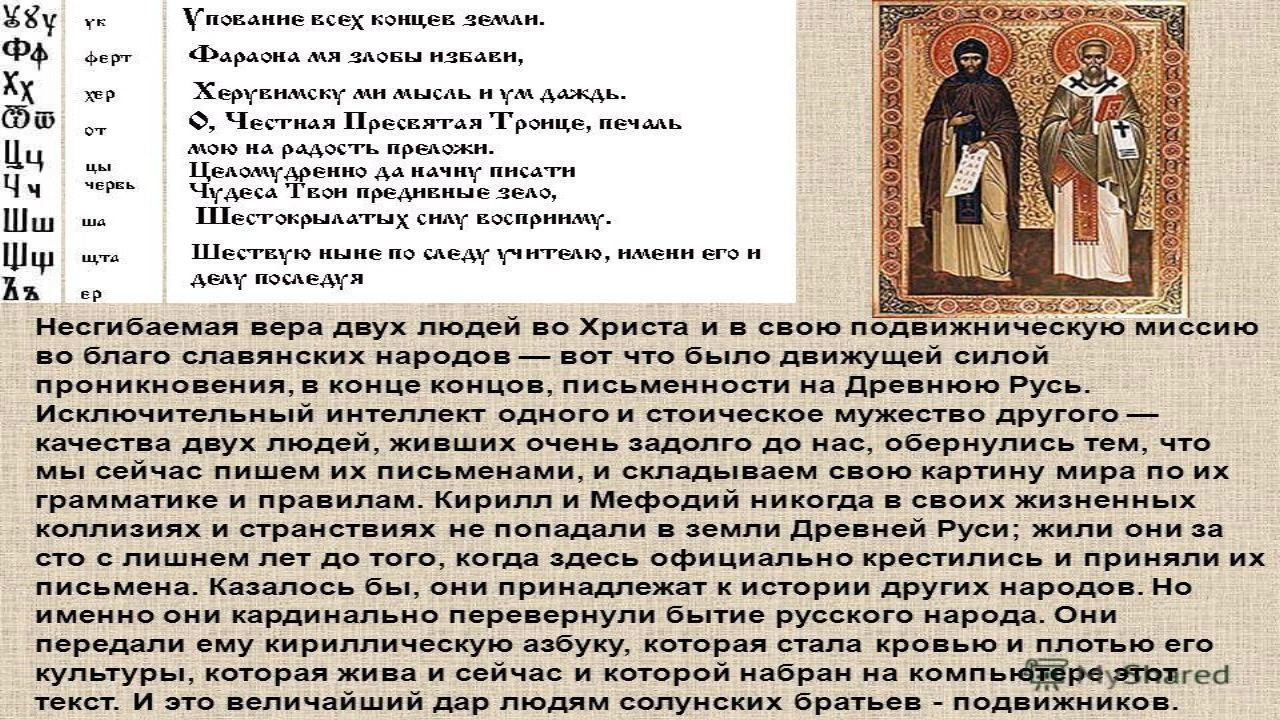 Ѹѹ ук Упование всех концев земли.
Фф ферт Фараона мя злобы избави,
Хх хер Херувимску ми мысль и ум даждь.
Ѿѿ от О, Честная Пресвятая Троице, печаль
мою на радость преложи.
Цц цы Целомудренно да начну писати
Чч червь Чудеса Твои предивные зело,
Шш ша Шестокрылатых силу восприиму.
Щщ щта Шествую ныне по следу учителю, имени его и
делу последуя
Ъъ ер
Несгибаемая вера двух людей во Христа и в свою подвижническую миссию
во благо славянских народов — вот что было движущей силой
проникновения, в конце концов, письменности на Древнюю Русь.
Исключительный интеллект одного и стоическое мужество другого —
качества двух людей, живших очень задолго до нас, обернулись тем, что
мы сейчас пишем их письменами, и складываем свою картину мира по их
грамматике и правилам. Кирилл и Мефодий никогда в своих жизненных
коллизиях и странствиях не попадали в земли Древней Руси; жили они за
сто с лишнем лет до того, когда здесь официально крестились и приняли их
письмена. Казалось бы, они принадлежат к истории других народов. Но
именно они кардинально перевернули бытие русского народа. Они
передали ему кириллическую азбуку, которая стала кровью и плотью его
культуры, которая жива и сейчас и которой набран на компьютере этот
текст. И это величайший дар людям солунских братьев - подвижников.
MyShared